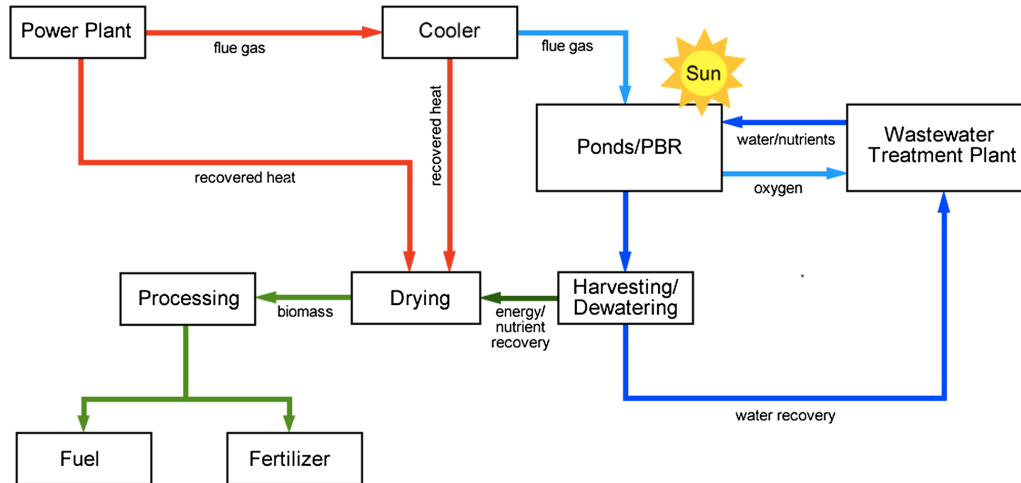 Power Plant
flue gas
Cooler
flue gas
Sun
recovered heat
recovered heat
Ponds/PBR
water/nutrients
oxygen
Wastewater
Treatment Plant
Processing
biomass
Drying
energy/
nutrient
recovery
Harvesting/
Dewatering
water recovery
Fuel
Fertilizer